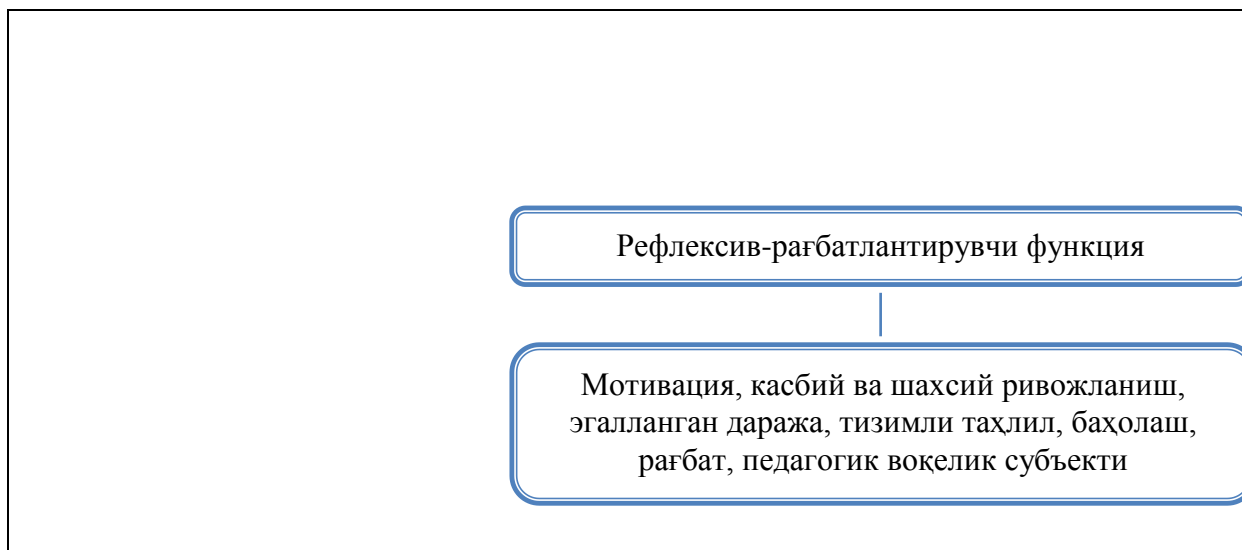 Рефлексив-рағбатлантирувчи функция
Мотивация, касбий ва шахсий ривожланиш,
эгалланган даража, тизимли таҳлил, баҳолаш,
рағбат, педагогик воқелик субъекти